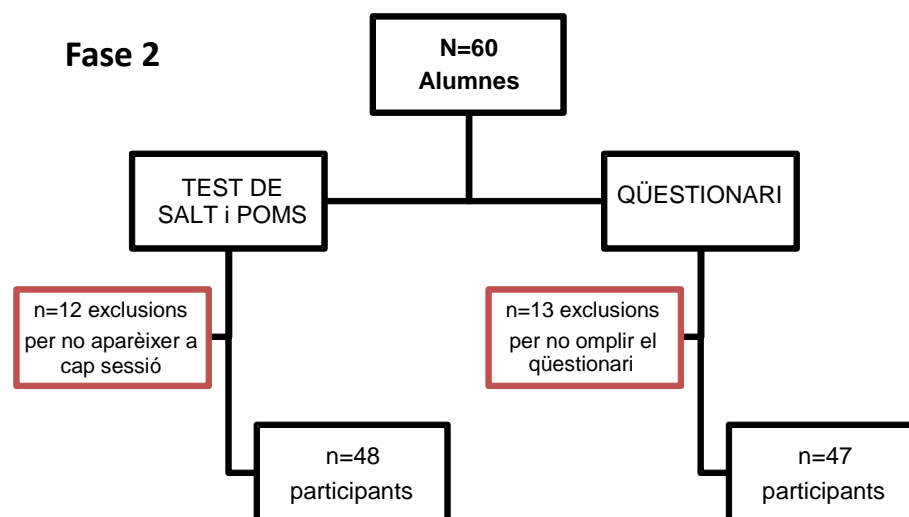 Fase 2
N=60
Alumnes
TEST DE
SALT i POMS
QÜESTIONARI
n=12 exclusions
per no aparèixer a
cap sessió
n=13 exclusions
per no omplir el
qüestionari
n=48
participants
n=47
participants